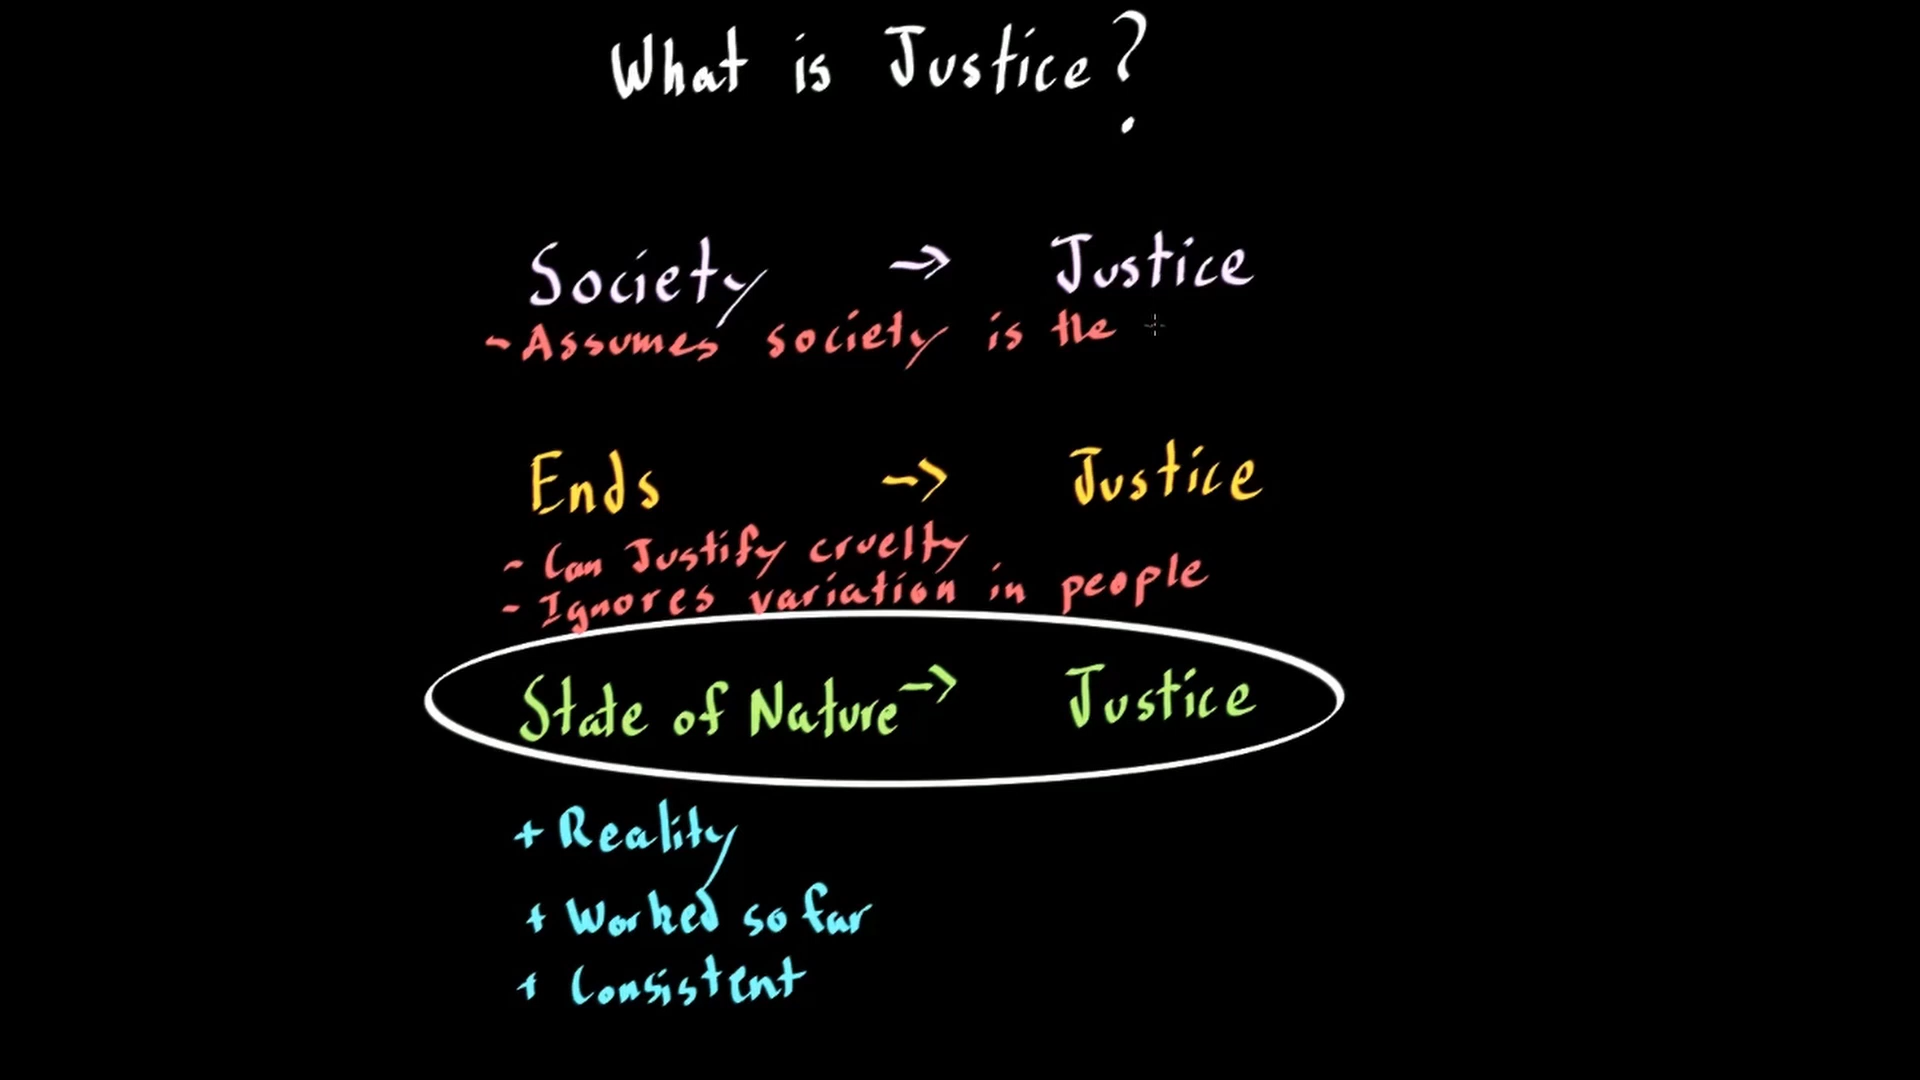 What is Justice?
Society -> Justice
- Assumes society is the
Ends -> Justice
- Can Justify cruelty
- Ignores variation in people
State of Nature -> Justice
+ Reality
+ Worked so far
+ Consistent